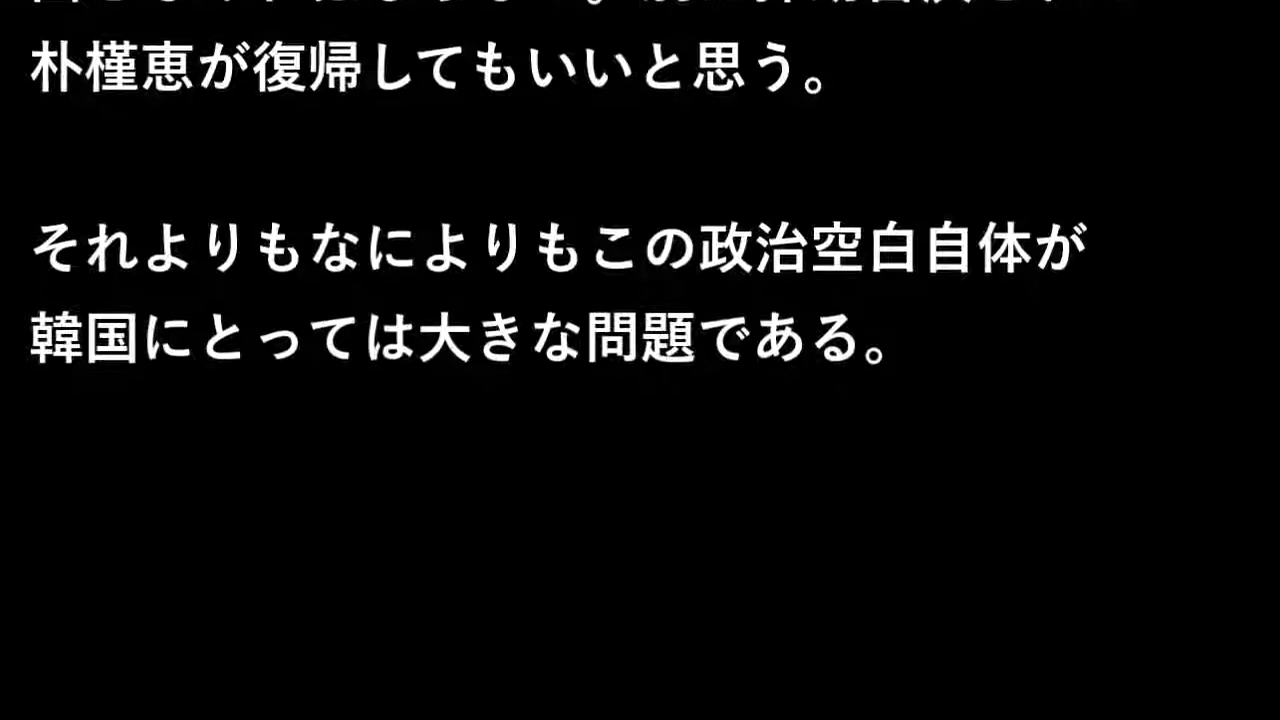 朴槿恵が復帰してもいいと思う。
それよりもなによりもこの政治空白自体が
韓国にとっては大きな問題である。